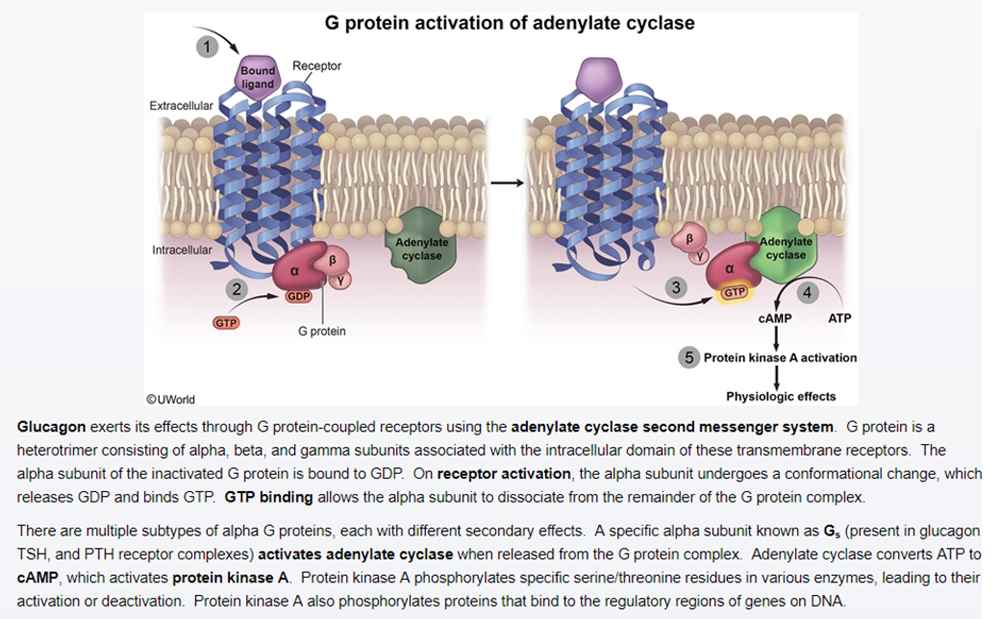 G protein activation of adenylate cyclase
1
Bound
ligand
Receptor
Extracellular
Intracellular
Adenylate
cyclase
α
β
γ
2
GDP
GTP
G protein
β
γ
α
Adenylate
cyclase
3
GTP
4
cAMP
ATP
5 Protein kinase A activation
Physiologic effects
©UWorld
Glucagon exerts its effects through G protein-coupled receptors using the adenylate cyclase second messenger system. G protein is a
heterotrimer consisting of alpha, beta, and gamma subunits associated with the intracellular domain of these transmembrane receptors. The
alpha subunit of the inactivated G protein is bound to GDP. On receptor activation, the alpha subunit undergoes a conformational change, which
releases GDP and binds GTP. GTP binding allows the alpha subunit to dissociate from the remainder of the G protein complex.
There are multiple subtypes of alpha G proteins, each with different secondary effects. A specific alpha subunit known as Gs (present in glucagon
TSH, and PTH receptor complexes) activates adenylate cyclase when released from the G protein complex. Adenylate cyclase converts ATP to
cAMP, which activates protein kinase A. Protein kinase A phosphorylates specific serine/threonine residues in various enzymes, leading to their
activation or deactivation. Protein kinase A also phosphorylates proteins that bind to the regulatory regions of genes on DNA.